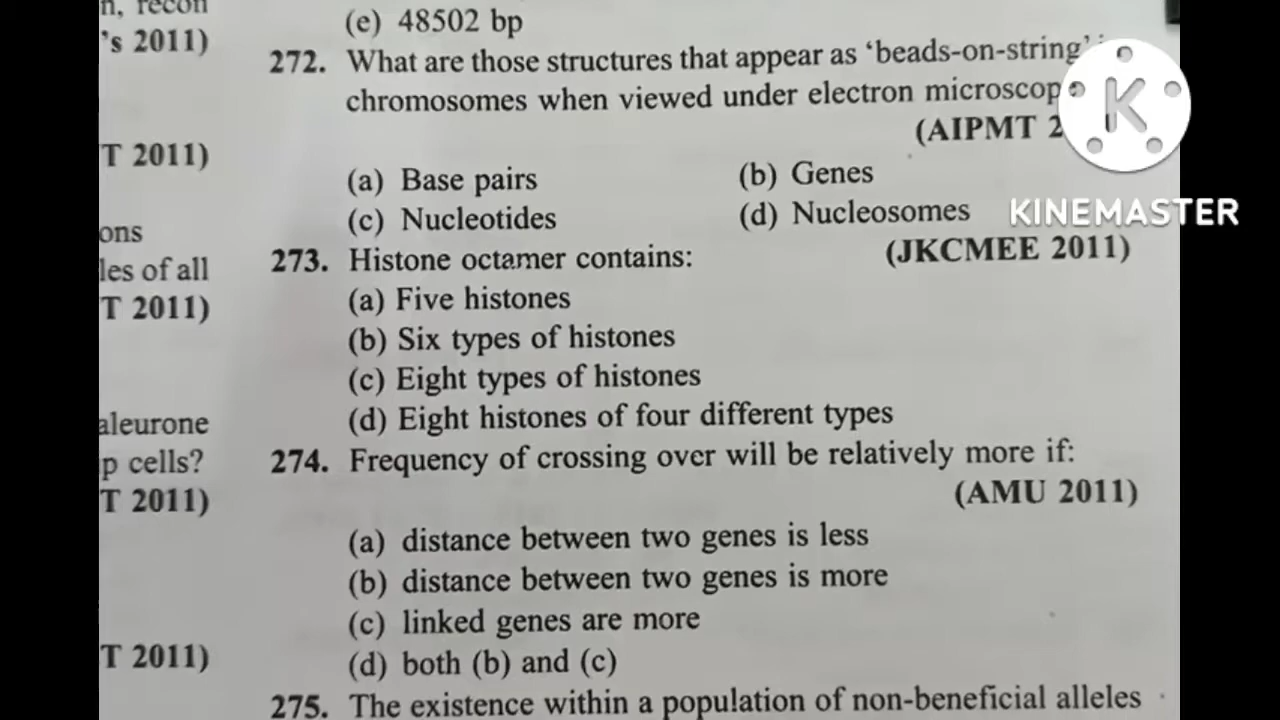 n, recon
's 2011)
T 2011)
ons
les of all
T 2011)
aleurone
p cells?
T 2011)
T 2011)
(e) 48502 bp
272. What are those structures that appear as 'beads-on-string'
chromosomes when viewed under electron
(AIPMT
(a) Base pairs (b) Genes
(c) Nucleotides (d) Nucleosomes
273. Histone octamer contains: (JKCMEE 2011)
(a) Five histones
(b) Six types of histones
(c) Eight types of histones
(d) Eight histones of four different types
274. Frequency of crossing over will be relatively more if:
(AMU 2011)
(a) distance between two genes is less
(b) distance between two genes is more
(c) linked genes are more
(d) both (b) and (c)
275. The existence within a population of non-beneficial alleles
K
KINEMASTER